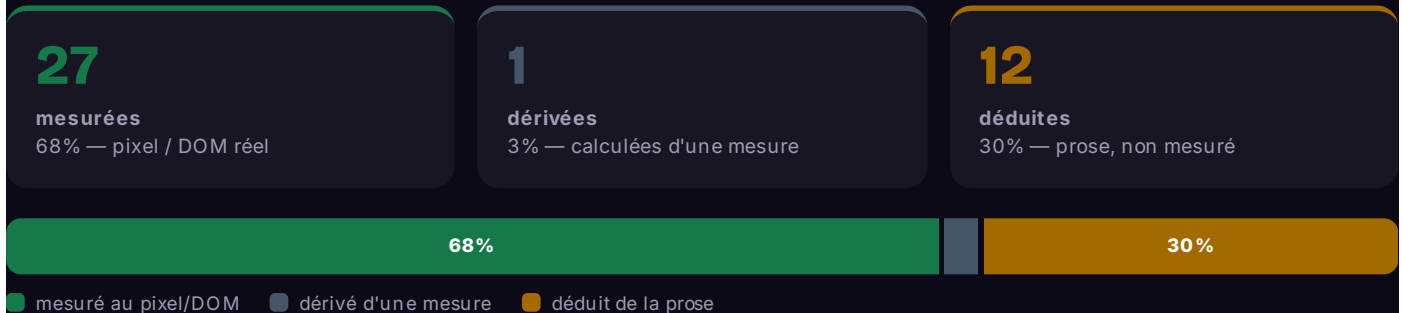 27
mesurées
68% — pixel / DOM réel
1
dérivées
3% — calculées d'une mesure
12
déduites
30% — prose, non mesuré
68%
30%
mesuré au pixel/DOM
dérivé d'une mesure
déduit de la prose